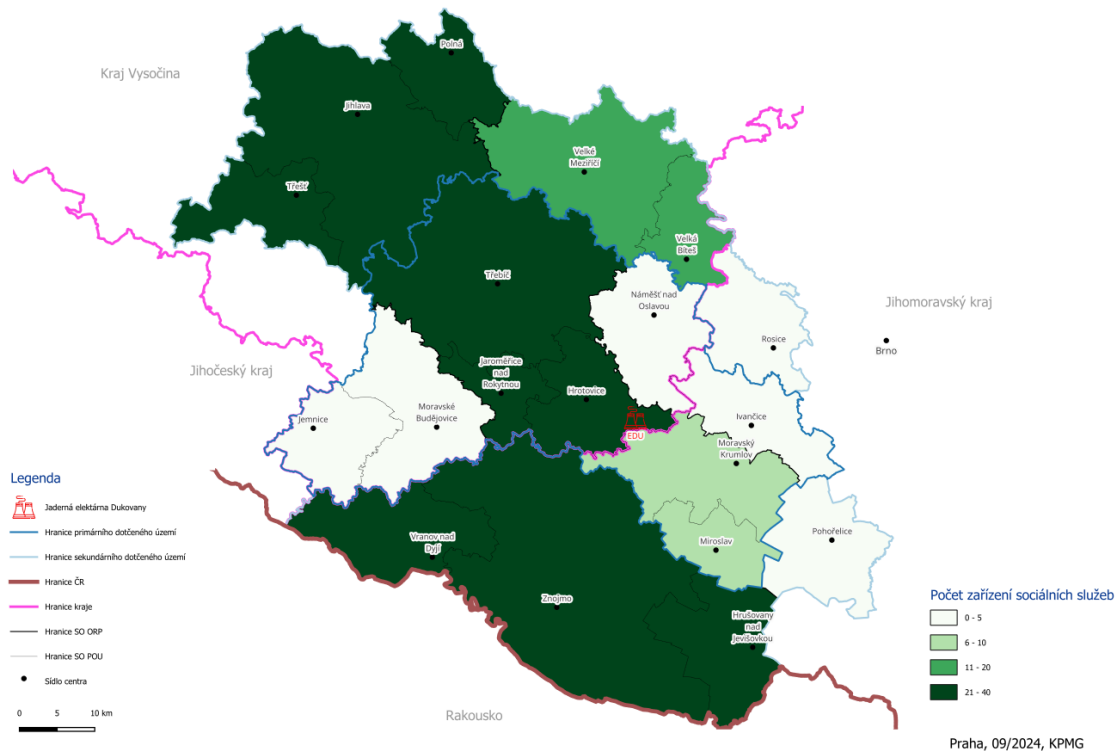 Polná
Kraj Vysočina
Jihlava
Velké
Meziříčí
Třešť
Velká
Bíteš
Třebíč
Náměšť nad
Oslavou
Jihomoravský kraj
Rosice
Brno
Jihočeský kraj
Jaroměřice
nad
Rokytnou
Hrotovice
Jemnice
Moravské
Budějovice
Ivančice
EDU
Moravský
Krumlov
Vranov nad
Dyjí
Miroslav
Pohořelice
Znojmo
Hrušovany
nad
Jevišovkou
Rakousko
Legenda
Jaderná elektárna Dukovany
Hranice primárního dotčeného území
Hranice sekundárního dotčeného území
Hranice ČR
Hranice kraje
Hranice SO ORP
Hranice SO POU
Sídlo centra
0 5 10 km
Počet zařízení sociálních služeb
0 - 5
6 - 10
11 - 20
21 - 40
Praha, 09/2024, KPMG